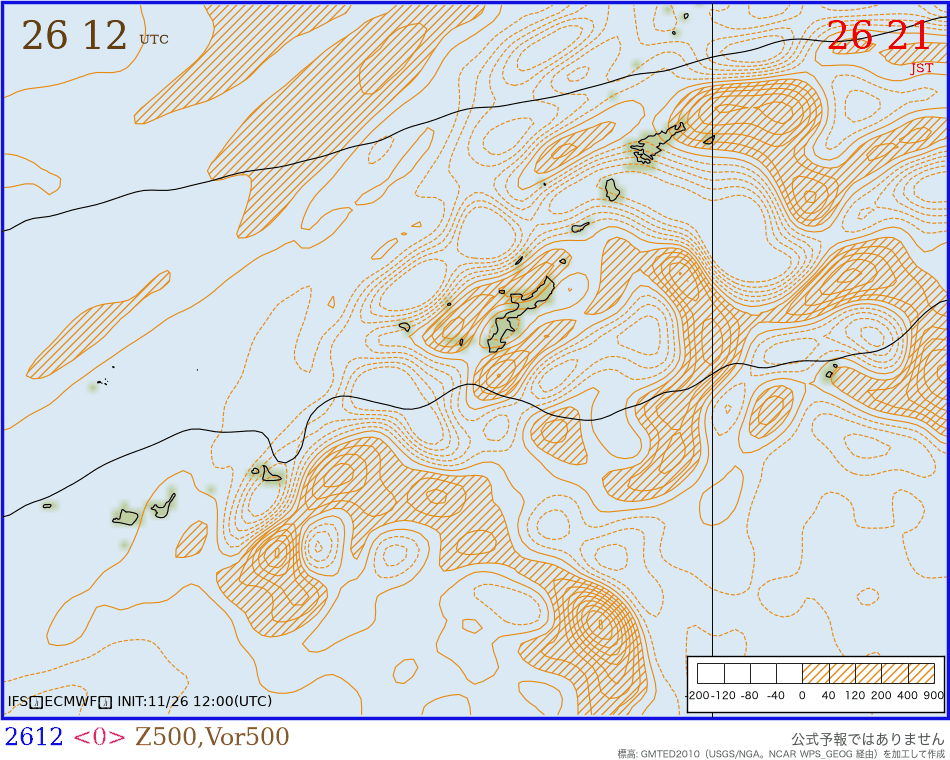 26 12 UTC
26 21
JST
-200 -120 -80 -40 0 40 120 200 400 900
IFS ECMWF INIT:11/26 12:00(UTC)
2612 <0> Z500,Vor500
公式予報ではありません
標高: GMTED2010（USGS/NGA。NCAR WPS_GEOG 経由）を加工して作成